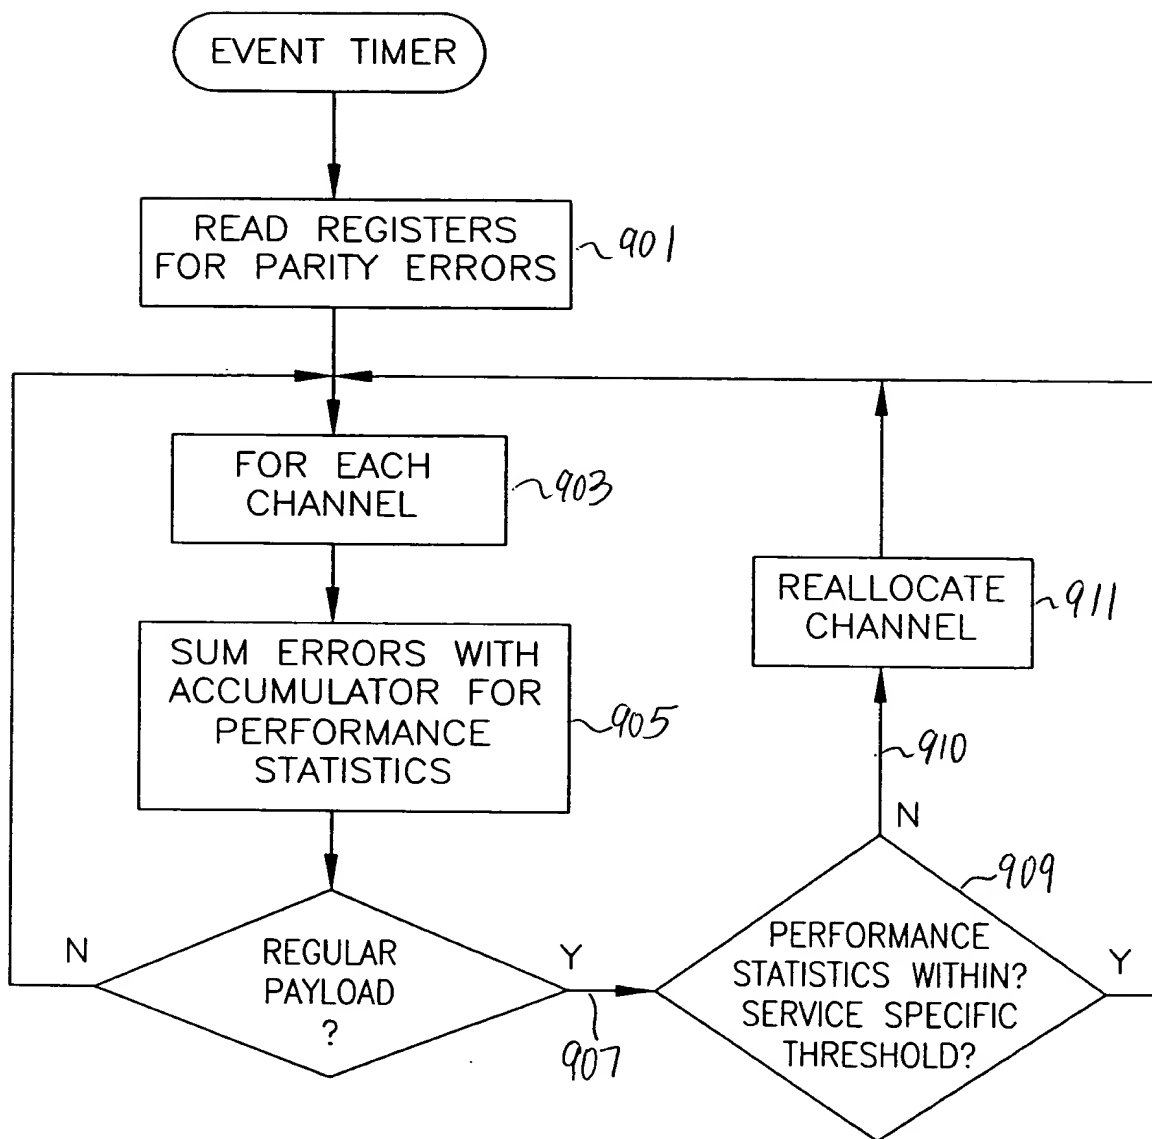 EVENT TIMER
READ REGISTERS
FOR PARITY ERRORS
901
FOR EACH
CHANNEL
903
SUM ERRORS WITH
ACCUMULATOR FOR
PERFORMANCE
STATISTICS
905
REGULAR
PAYLOAD
?
N
Y
907
PERFORMANCE
STATISTICS WITHIN?
SERVICE SPECIFIC
THRESHOLD?
909
Y
N
910
REALLOCATE
CHANNEL
911